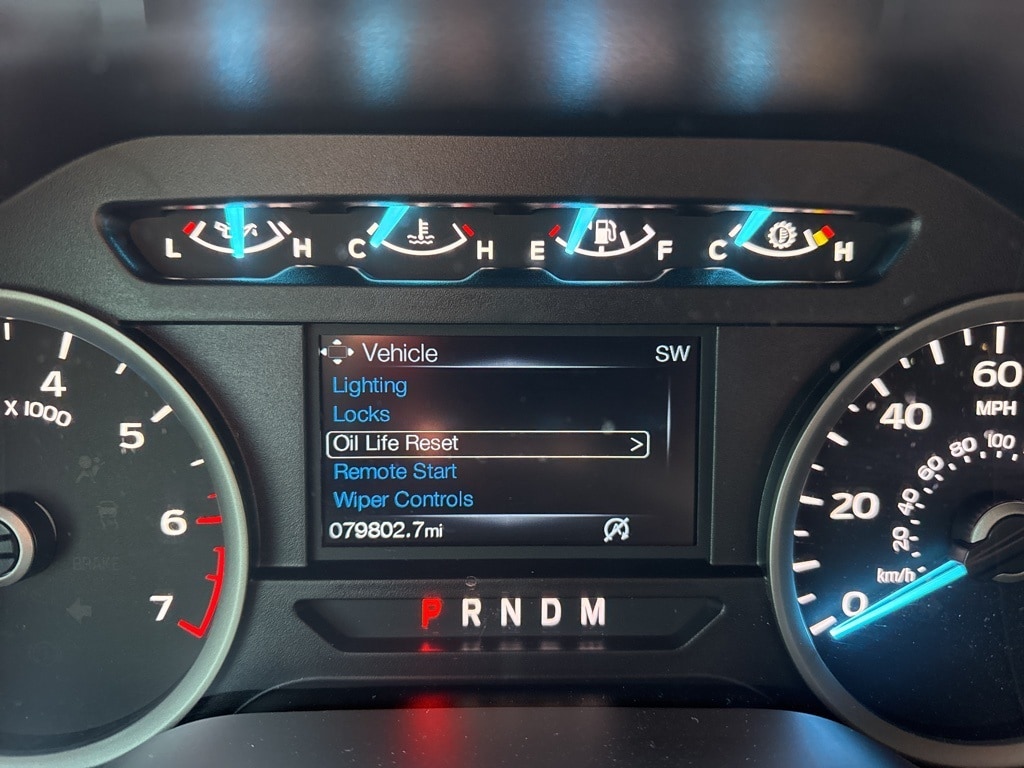 L H C H E F C H
Vehicle SW
Lighting
Locks
Oil Life Reset >
Remote Start
Wiper Controls
079802.7mi
P R N D M
4
X 1000
5
6
7
BRAKE
60
MPH
40
20
0
100
80
60
40
20
km/h